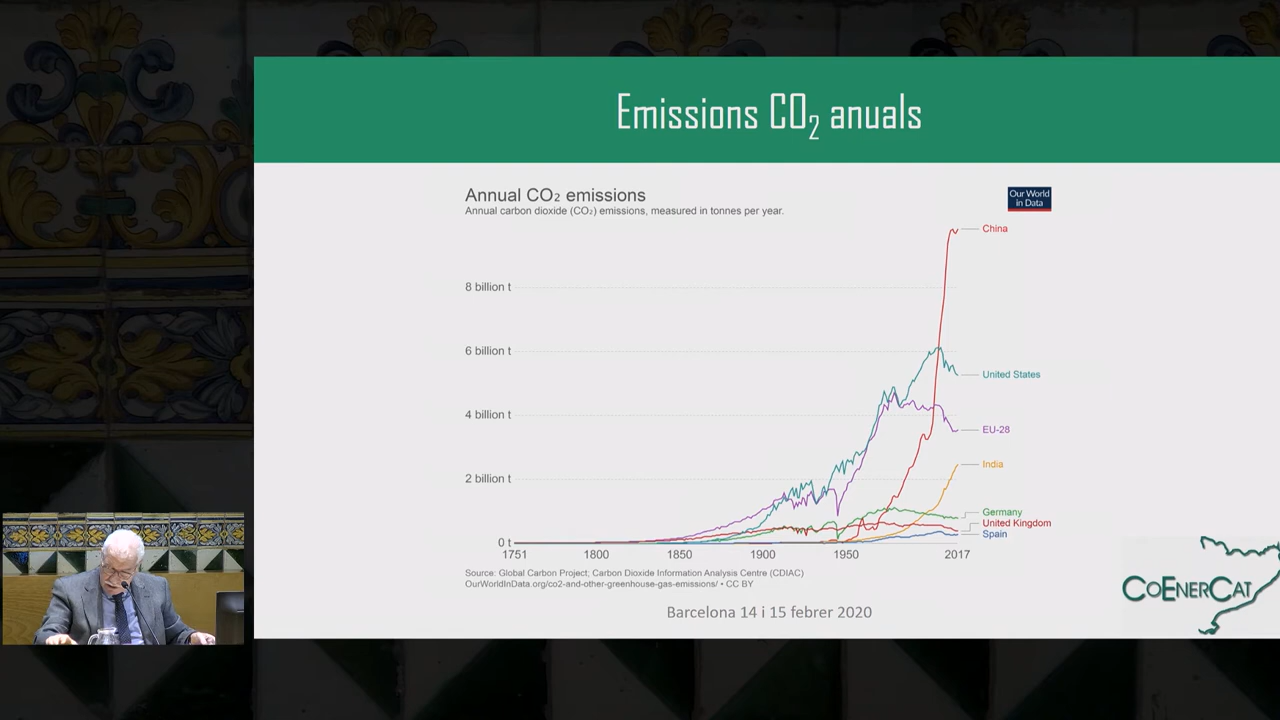 Emissions CO₂ anuals
Annual CO₂ emissions
Annual carbon dioxide (CO₂) emissions, measured in tonnes per year.
Our World
in Data
China
8 billion t
6 billion t
United States
4 billion t
EU-28
India
2 billion t
Germany
United Kingdom
Spain
0 t
1751 1800 1850 1900 1950 2017
Source: Global Carbon Project; Carbon Dioxide Information Analysis Centre (CDIAC)
OurWorldInData.org/co2-and-other-greenhouse-gas-emissions/ • CC BY
COENERCAT
Barcelona 14 i 15 febrer 2020